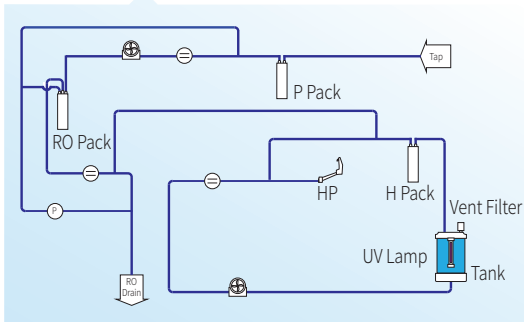 Tap
P Pack
RO Pack
HP
H Pack
Vent Filter
P
UV Lamp
Tank
RO
Drain